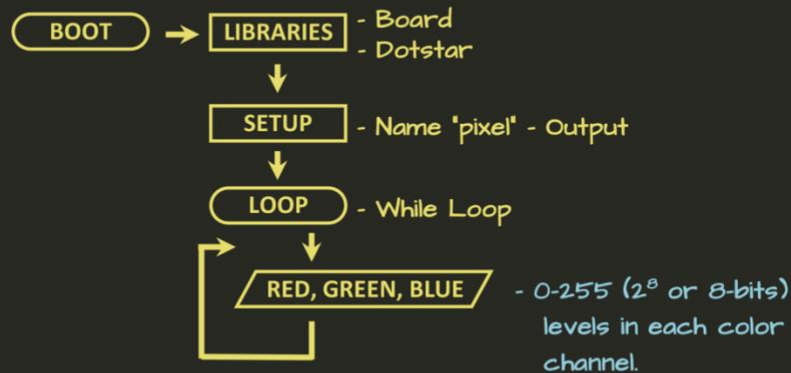 BOOT
LIBRARIES
- Board
- Dotstar
SETUP
- Name "pixel" - Output
LOOP
- While Loop
RED, GREEN, BLUE
- 0-255 (2⁸ or 8-bits)
levels in each color
channel.